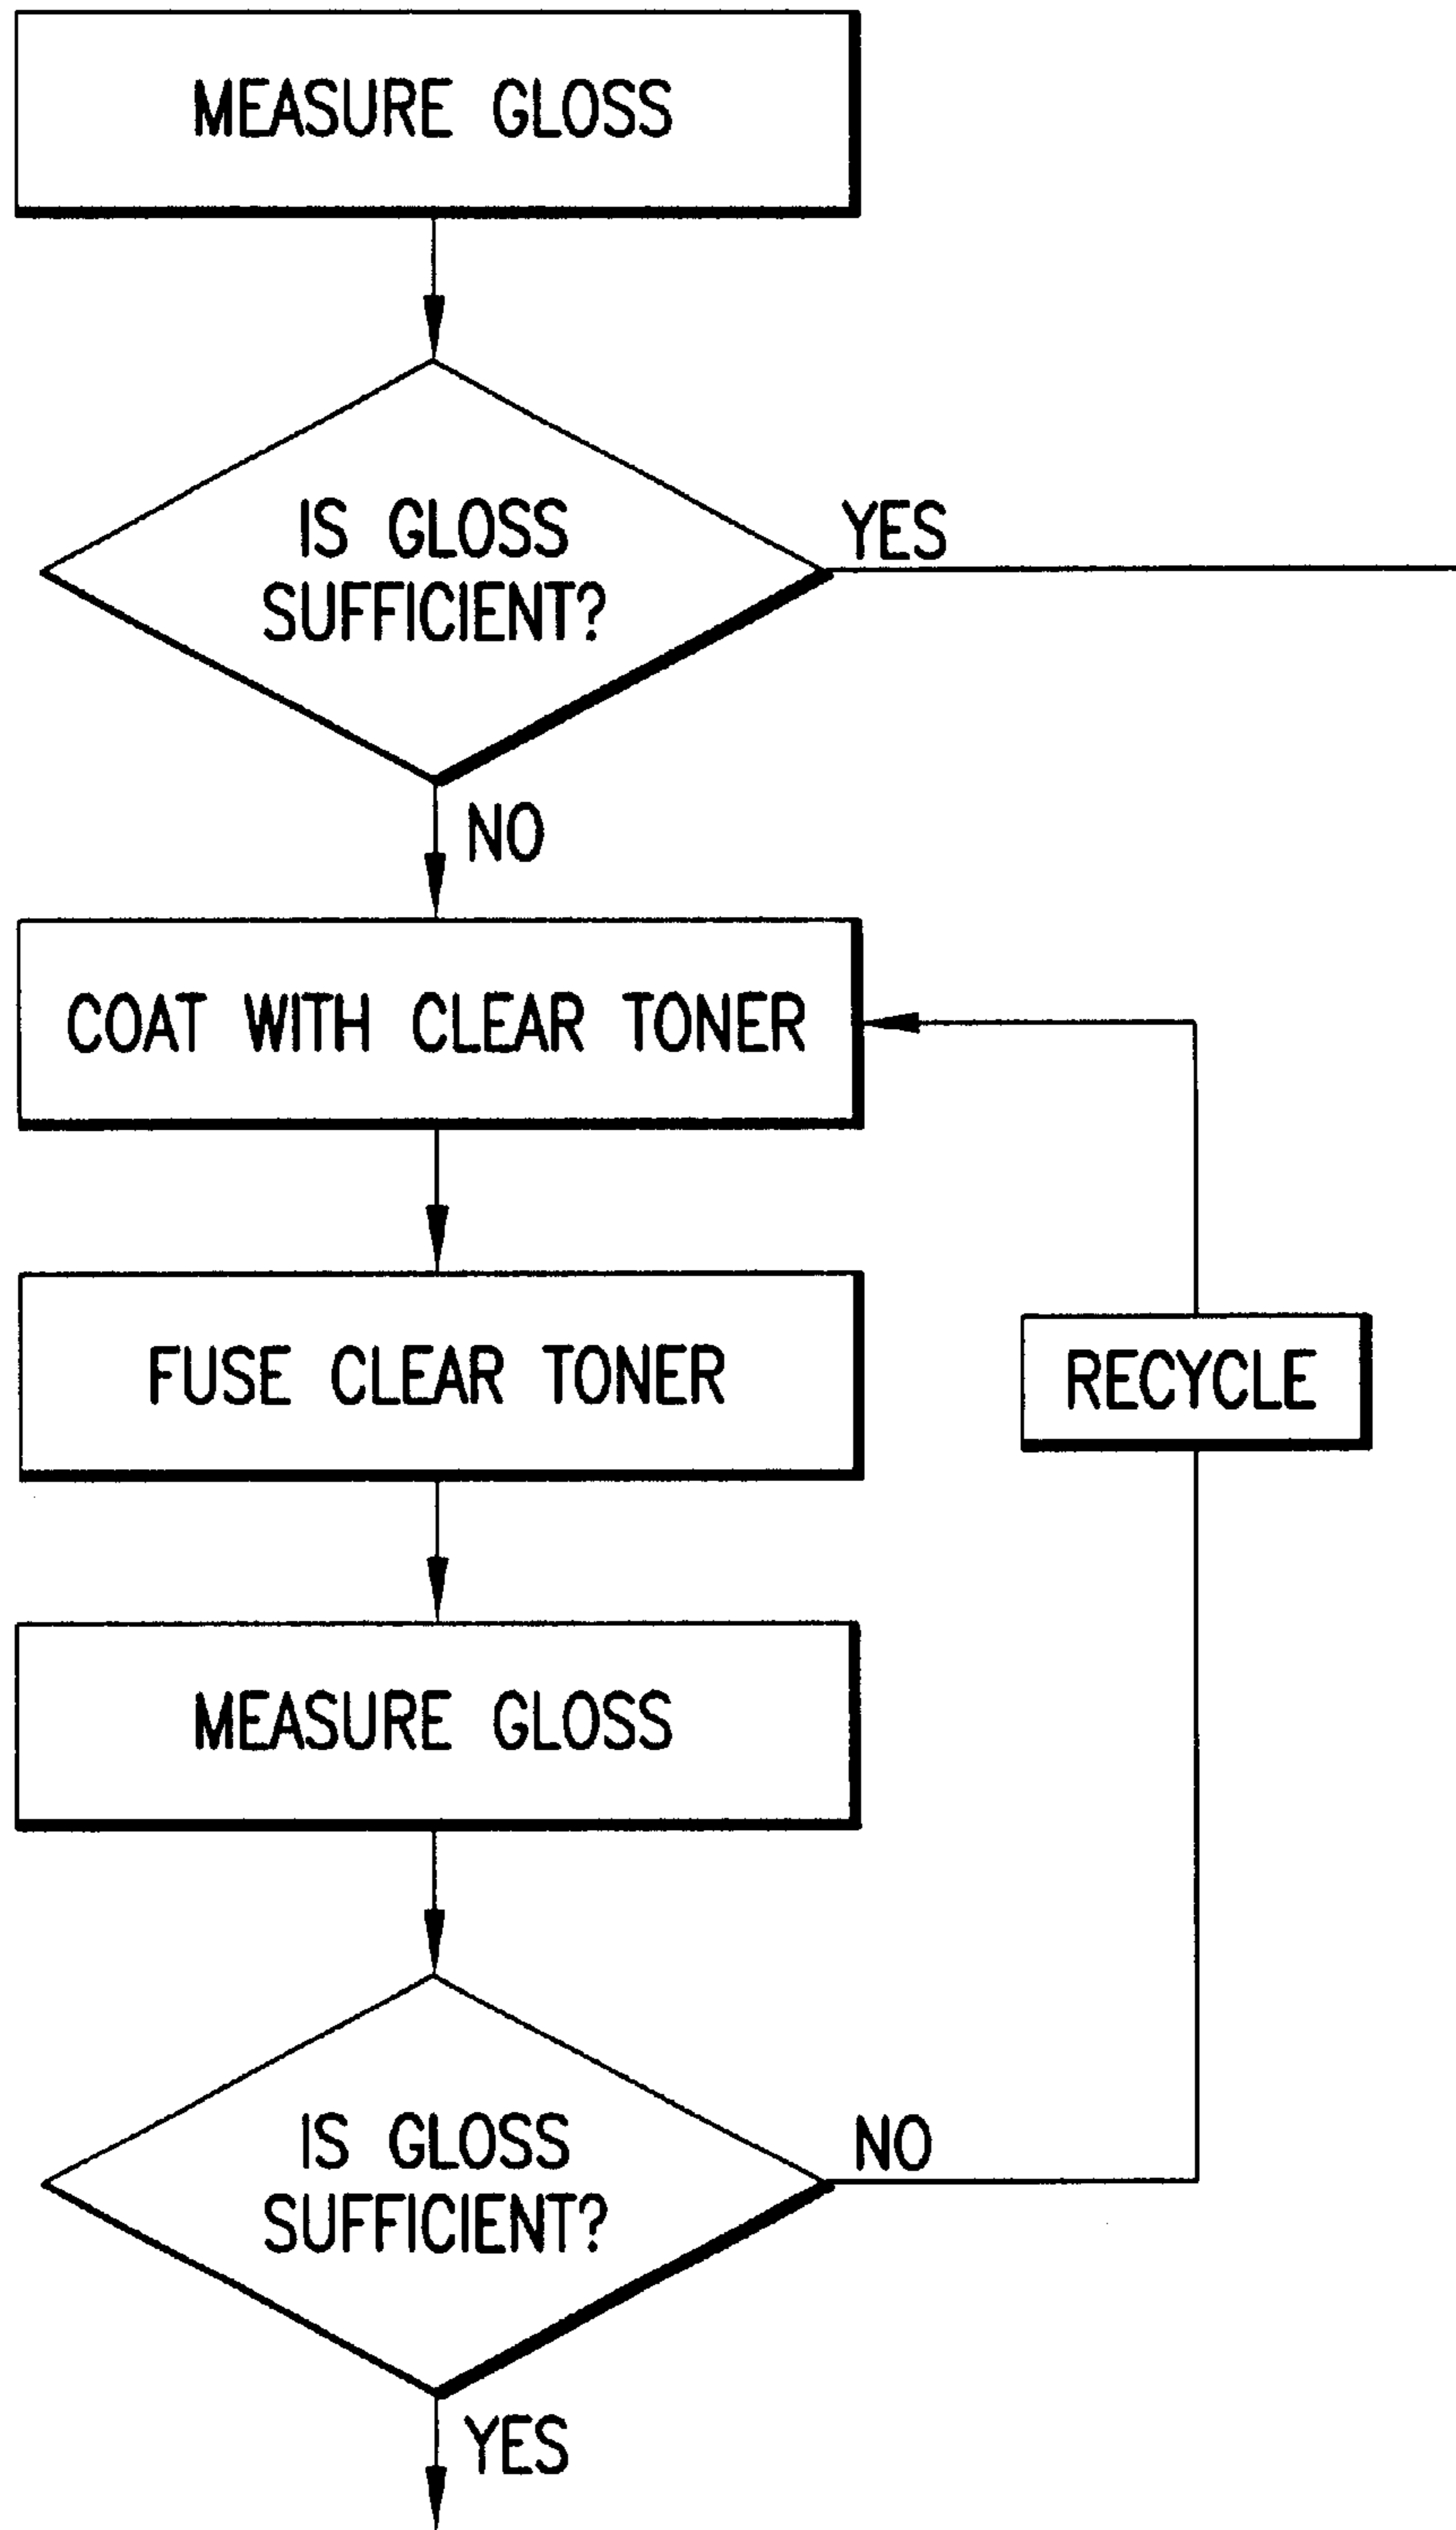 MEASURE GLOSS
IS GLOSS
SUFFICIENT?
YES
NO
COAT WITH CLEAR TONER
FUSE CLEAR TONER
RECYCLE
MEASURE GLOSS
IS GLOSS
SUFFICIENT?
NO
YES